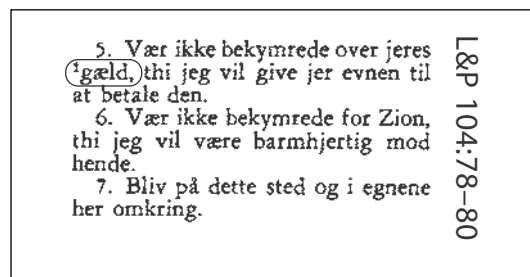 5. Vær ikke bekymrede over jeres
¹gæld, thi jeg vil give jer evnen til
at betale den.
6. Vær ikke bekymrede for Zion,
thi jeg vil være barmhjertig mod
hende.
7. Bliv på dette sted og i egnene
her omkring.
L&P 104:78–80